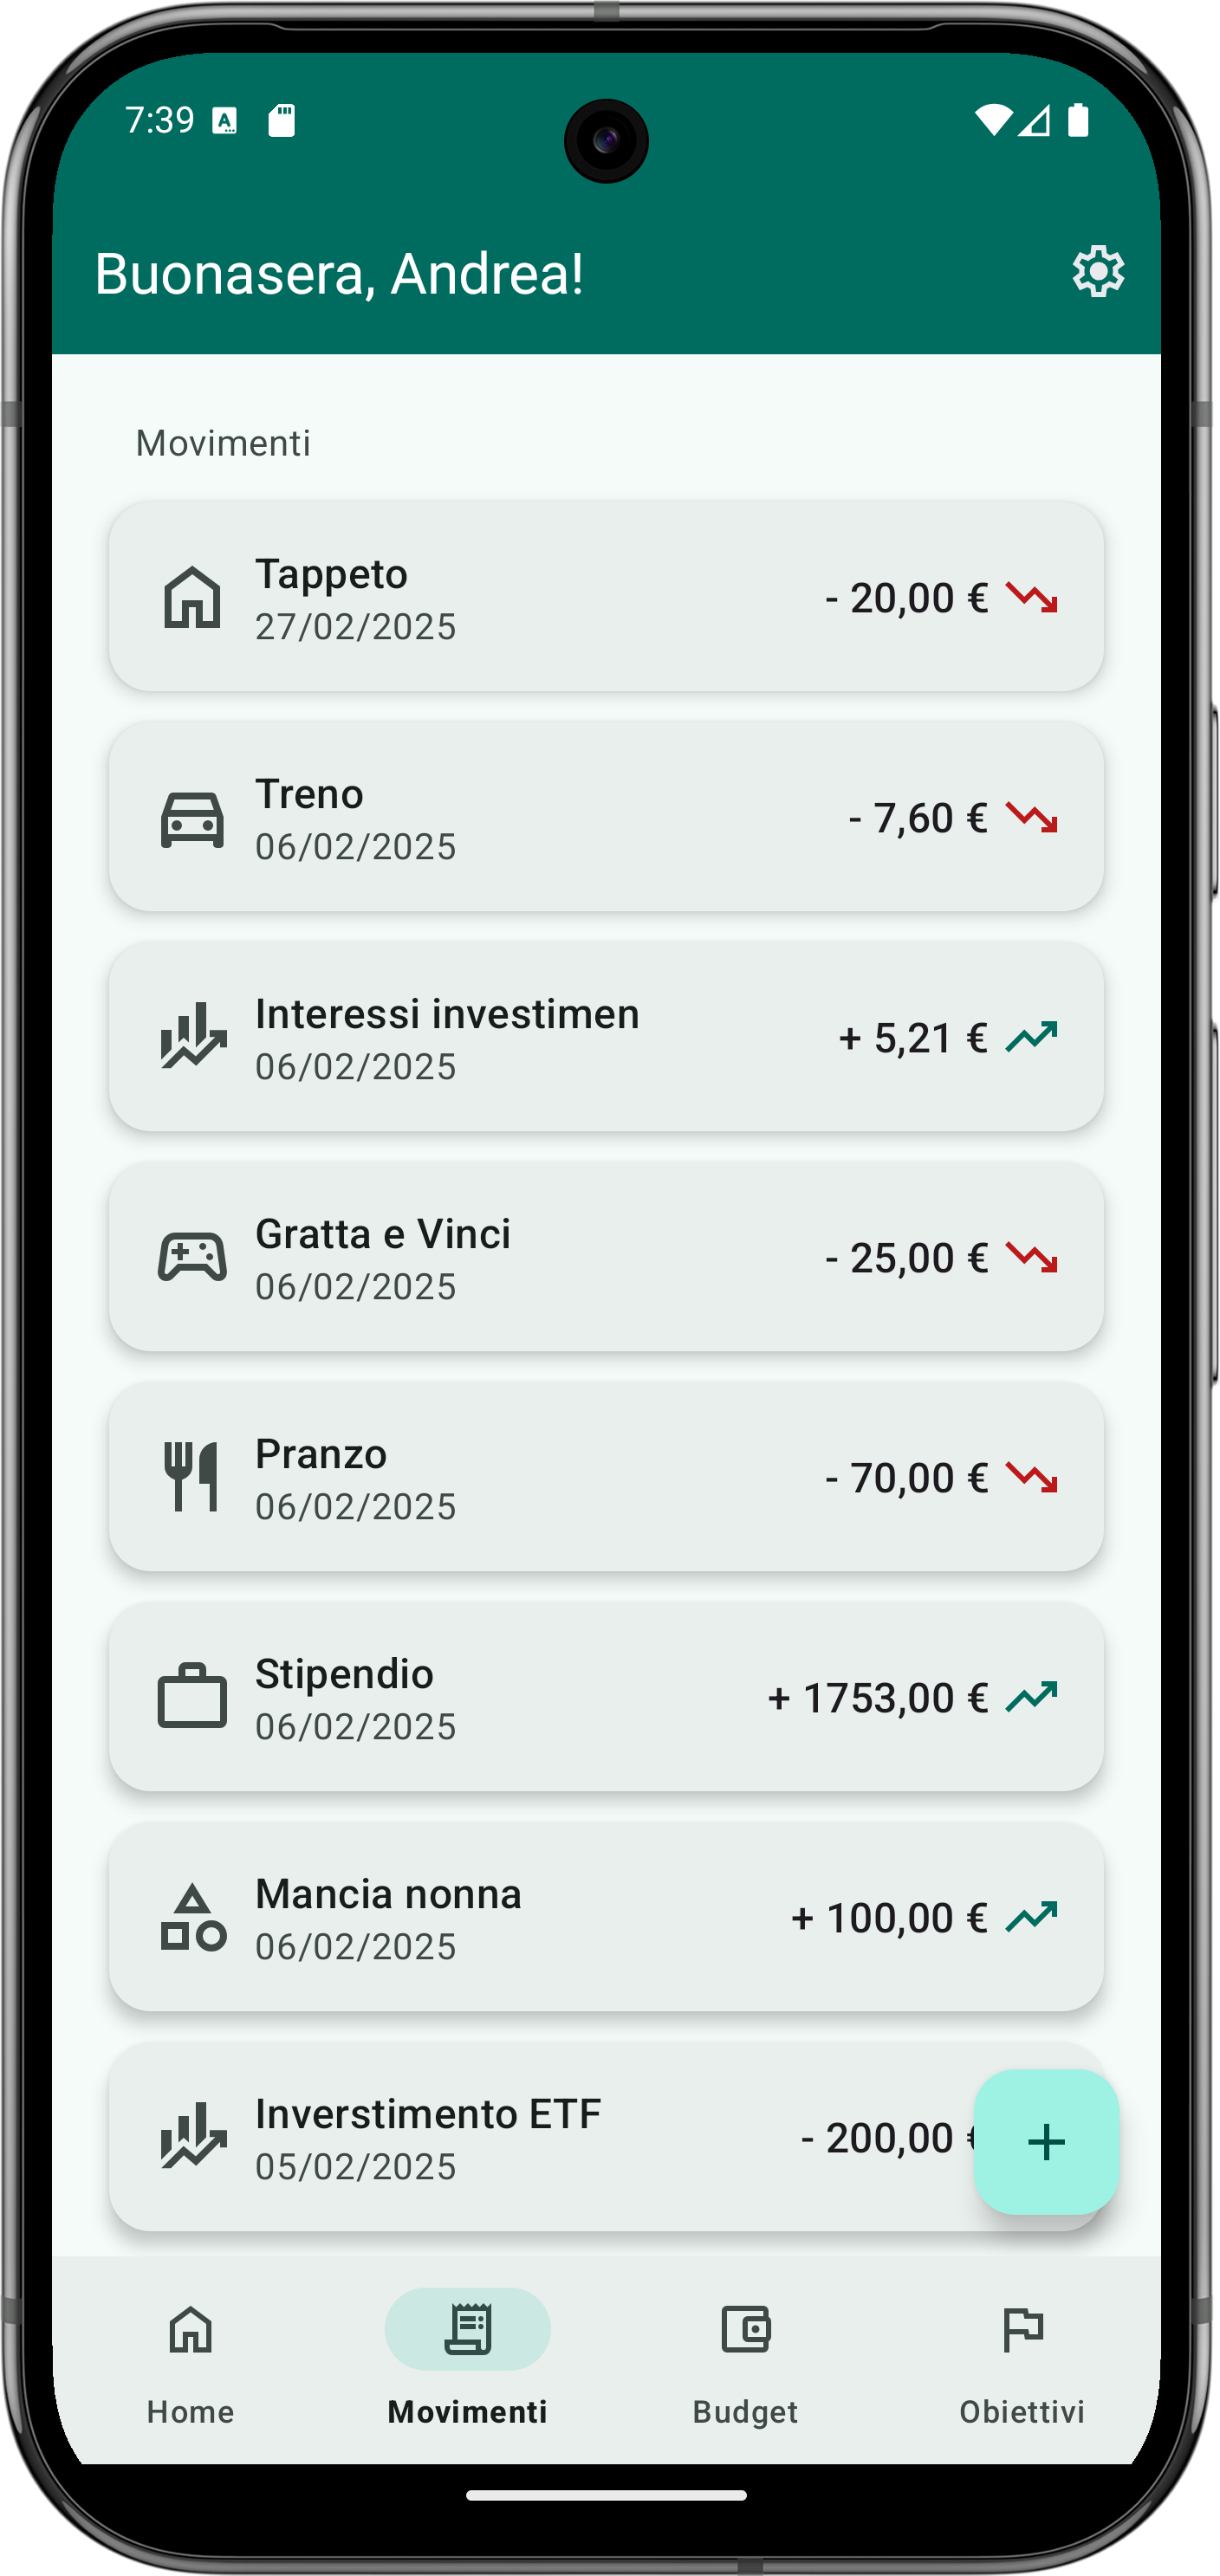 7:39
Buonasera, Andrea!
Movimenti
Tappeto
27/02/2025
- 20,00 €
Treno
06/02/2025
- 7,60 €
Interessi investimen
06/02/2025
+ 5,21 €
Gratta e Vinci
06/02/2025
- 25,00 €
Pranzo
06/02/2025
- 70,00 €
Stipendio
06/02/2025
+ 1753,00 €
Mancia nonna
06/02/2025
+ 100,00 €
Inverstimento ETF
05/02/2025
- 200,00 €
Home
Movimenti
Budget
Obiettivi